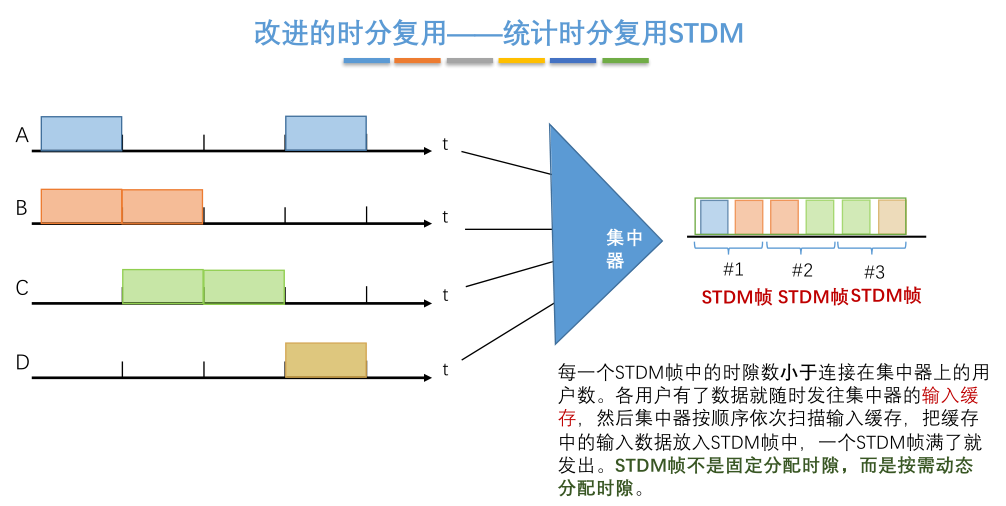 改进的时分复用——统计时分复用STDM
A
t
B
t
C
t
D
t
集中
器
#1
#2
#3
STDM帧
STDM帧
STDM帧
每一个STDM帧中的时隙数小于连接在集中器上的用
户数。各用户有了数据就随时发往集中器的输入缓
存，然后集中器按顺序依次扫描输入缓存，把缓存
中的输入数据放入STDM帧中，一个STDM帧满了就
发出。STDM帧不是固定分配时隙，而是按需动态
分配时隙。